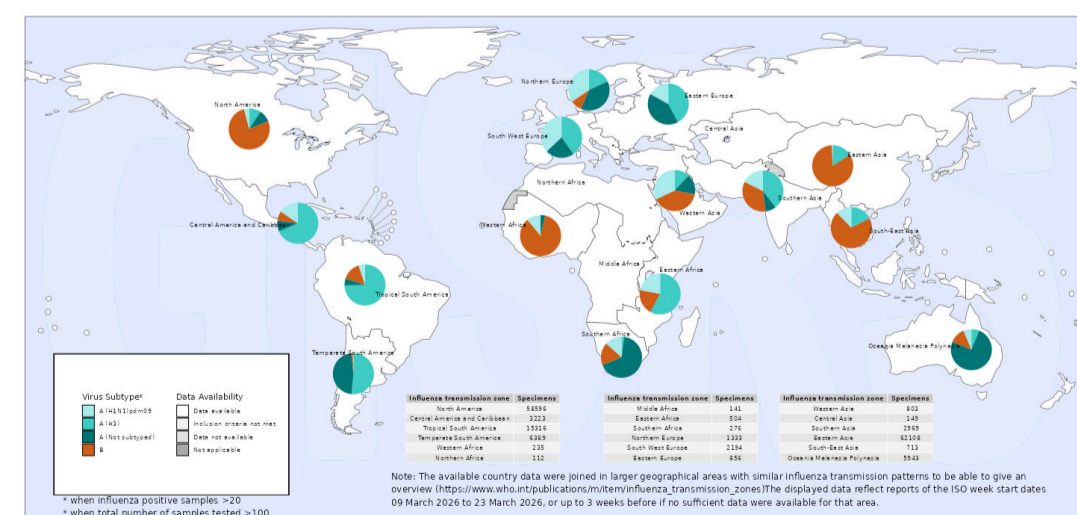 Northern Europe
Eastern Europe
North America
Central Asia
South West Europe
Eastern Asia
Northern Africa
Southern Asia
Western Asia
Central America and Caribbean
Western Africa
South-East Asia
Middle Africa
Eastern Africa
Tropical South America
Southern Africa
Oceania Melanesia Polynesia
Temperate South America
Virus Subtype*
A(H1N1)pdm09
A(H3)
A(Not subtyped)
B
Data Availability
Data available
Inclusion criteria not met
Data not available
Not applicable
Influenza transmission zone Specimens
North America 58596
Central America and Caribbean 3223
Tropical South America 15316
Temperate South America 6389
Western Africa 235
Northern Africa 112
Influenza transmission zone Specimens
Middle Africa 141
Eastern Africa 504
Southern Africa 276
Northern Europe 1333
South West Europe 2194
Eastern Europe 856
Influenza transmission zone Specimens
Western Asia 803
Central Asia 149
Southern Asia 2969
Eastern Asia 62108
South-East Asia 713
Oceania Melanesia Polynesia 5943
Note: The available country data were joined in larger geographical areas with similar influenza transmission patterns to be able to give an
overview (https://www.who.int/publications/m/item/influenza_transmission_zones)The displayed data reflect reports of the ISO week start dates
09 March 2026 to 23 March 2026, or up to 3 weeks before if no sufficient data were available for that area.
* when influenza positive samples >20
* when total number of samples tested >100